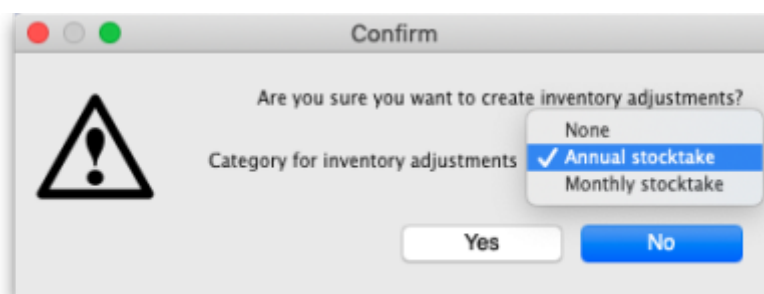 Confirm
Are you sure you want to create inventory adjustments?
None
Category for inventory adjustments ✓ Annual stocktake
Monthly stocktake
Yes No